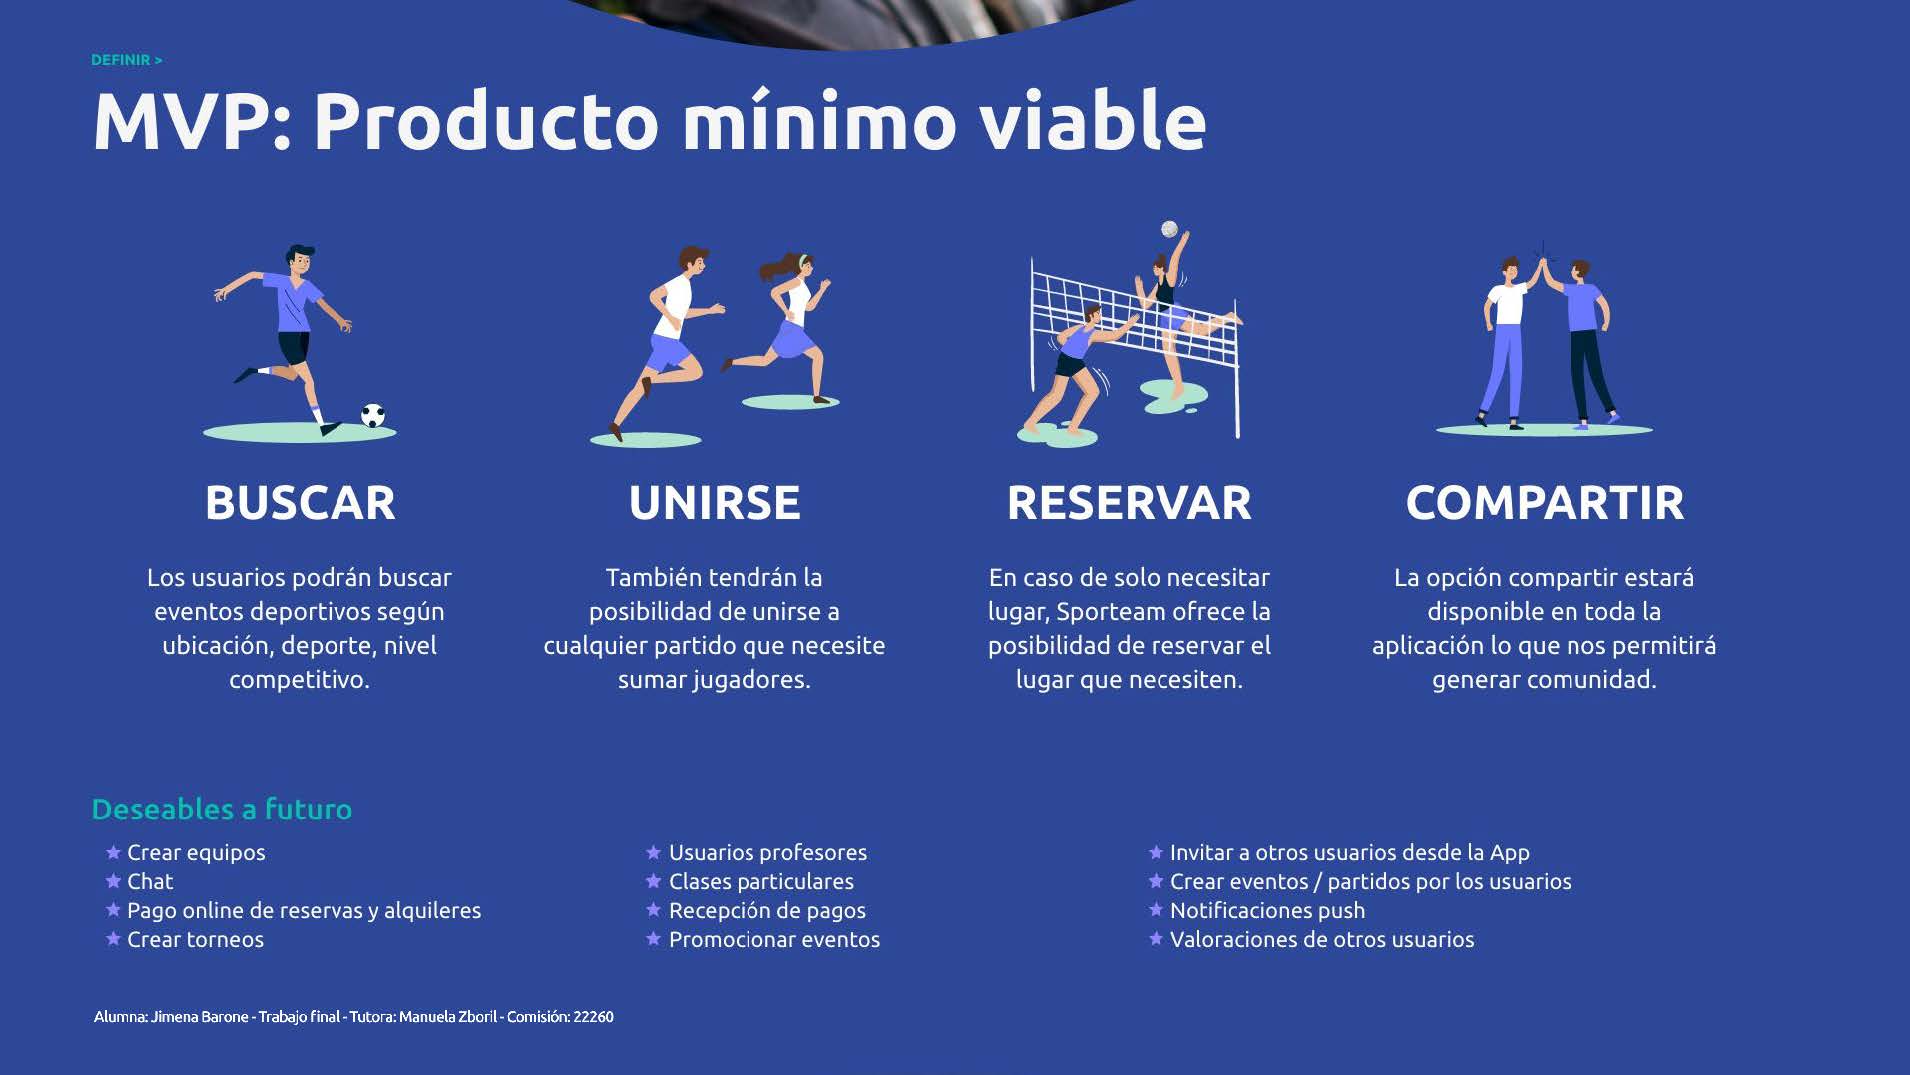 DEFINIR >
MVP: Producto mínimo viable
BUSCAR
Los usuarios podrán buscar
eventos deportivos según
ubicación, deporte, nivel
competitivo.
UNIRSE
También tendrán la
posibilidad de unirse a
cualquier partido que necesite
sumar jugadores.
RESERVAR
En caso de solo necesitar
lugar, Sporteam ofrece la
posibilidad de reservar el
lugar que necesiten.
COMPARTIR
La opción compartir estará
disponible en toda la
aplicación lo que nos permitirá
generar comunidad.
Deseables a futuro
Crear equipos
Chat
Pago online de reservas y alquileres
Crear torneos
Usuarios profesores
Clases particulares
Recepción de pagos
Promocionar eventos
Invitar a otros usuarios desde la App
Crear eventos / partidos por los usuarios
Notificaciones push
Valoraciones de otros usuarios
Alumna: Jimena Barone - Trabajo final - Tutora: Manuela Zboril - Comisión: 22260